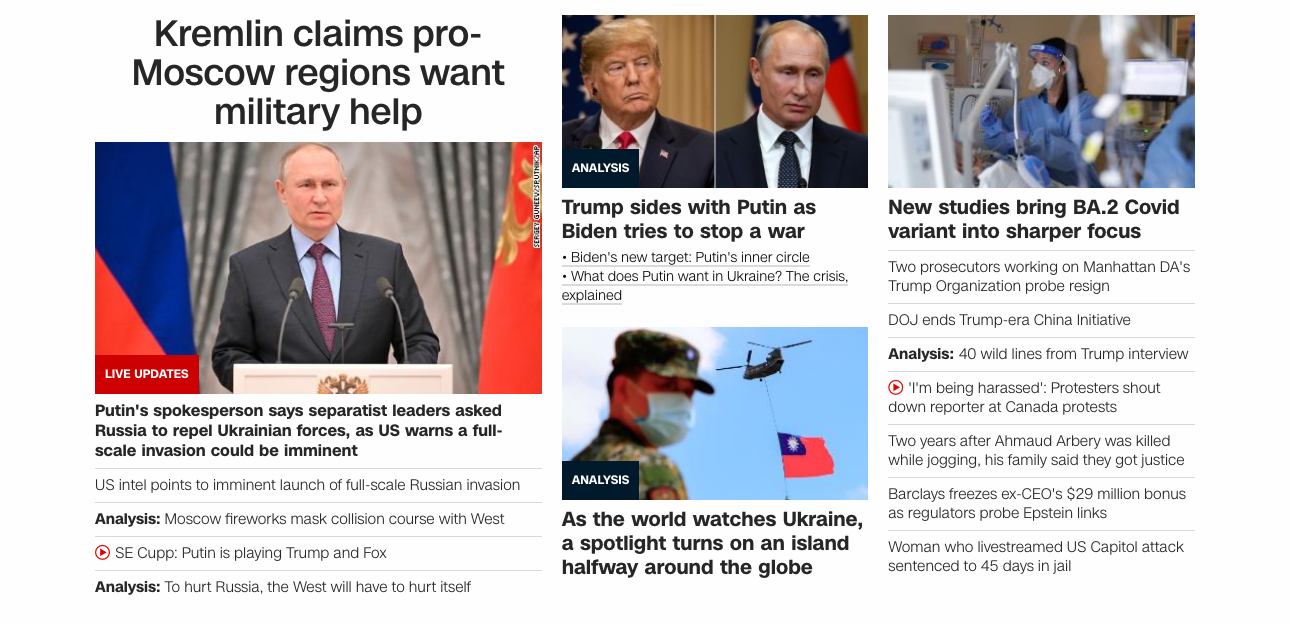 Kremlin claims pro-
Moscow regions want
military help
SERGEY GUNEEV/SPUTNIK/AP
LIVE UPDATES
Putin's spokesperson says separatist leaders asked
Russia to repel Ukrainian forces, as US warns a full-
scale invasion could be imminent
US intel points to imminent launch of full-scale Russian invasion
Analysis: Moscow fireworks mask collision course with West
SE Cupp: Putin is playing Trump and Fox
Analysis: To hurt Russia, the West will have to hurt itself
ANALYSIS
Trump sides with Putin as
Biden tries to stop a war
• Biden's new target: Putin's inner circle
• What does Putin want in Ukraine? The crisis,
explained
ANALYSIS
As the world watches Ukraine,
a spotlight turns on an island
halfway around the globe
New studies bring BA.2 Covid
variant into sharper focus
Two prosecutors working on Manhattan DA's
Trump Organization probe resign
DOJ ends Trump-era China Initiative
Analysis: 40 wild lines from Trump interview
'I'm being harassed': Protesters shout
down reporter at Canada protests
Two years after Ahmaud Arbery was killed
while jogging, his family said they got justice
Barclays freezes ex-CEO's $29 million bonus
as regulators probe Epstein links
Woman who livestreamed US Capitol attack
sentenced to 45 days in jail